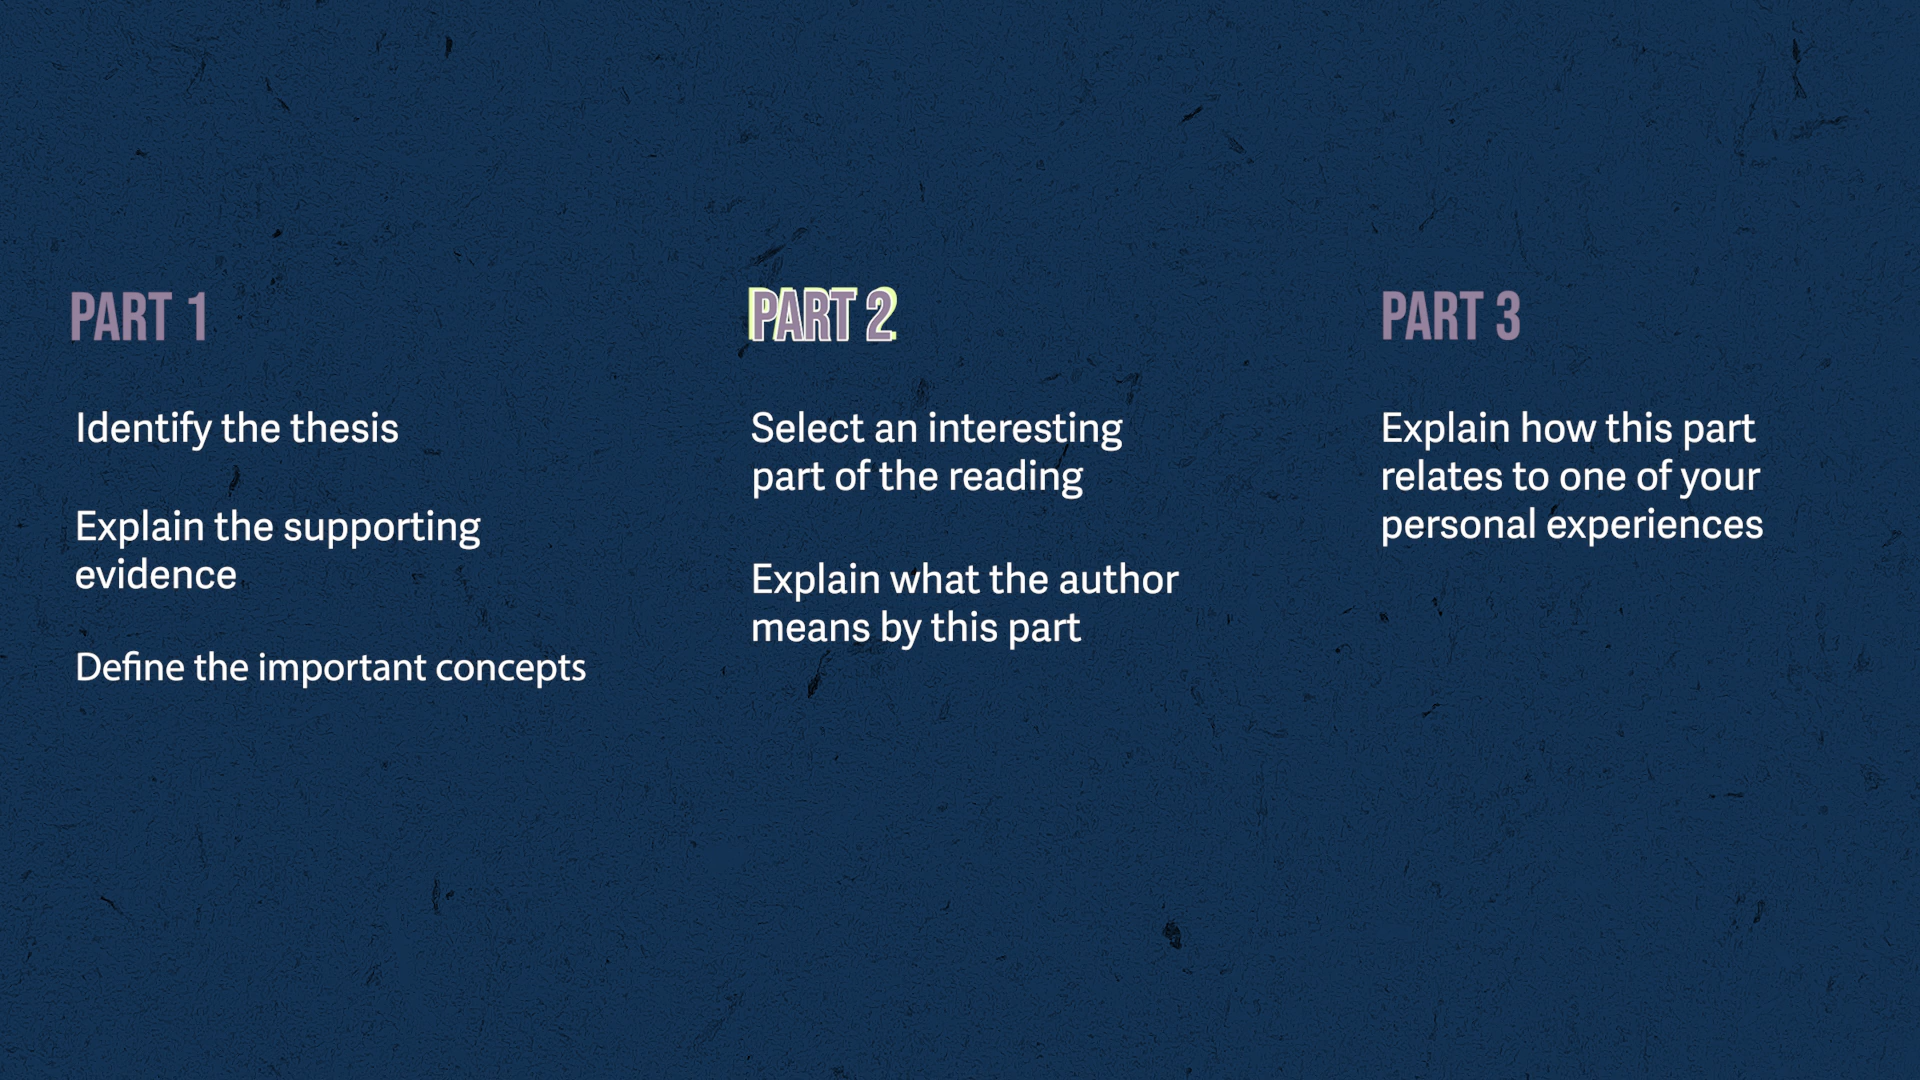 PART 1
Identify the thesis
Explain the supporting
evidence
Define the important concepts
PART 2
Select an interesting
part of the reading
Explain what the author
means by this part
PART 3
Explain how this part
relates to one of your
personal experiences